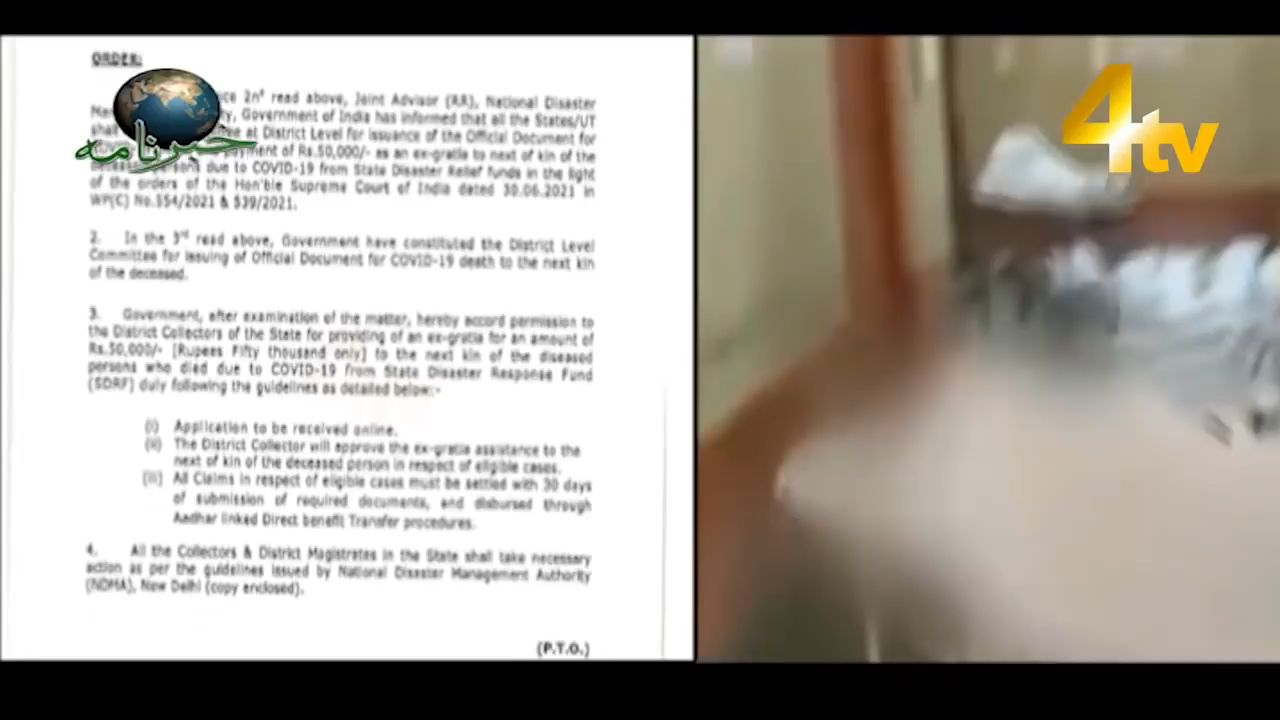 ORDER:
2nd read above, Joint Advisor (RR), National Disaster
Government of India has informed that all the States/UT
at District Level for issuance of the Official Document for
payment of Rs.50,000/- as an ex-gratia to next of kin of the
persons due to COVID-19 from State Disaster Relief funds in the light
of the orders of the Hon'ble Supreme Court of India dated 30.06.2021 in
WP(C) No.554/2021 & 539/2021.
2. In the 3rd read above, Government have constituted the District Level
Committee for issuing of Official Document for COVID-19 death to the next kin
of the deceased.
3. Government, after examination of the matter, hereby accord permission to
the District Collectors of the State for providing of an ex-gratia for an amount of
Rs.50,000/- [Rupees Fifty thousand only] to the next kin of the diseased
persons who died due to COVID-19 from State Disaster Response Fund
(SDRF) duly following the guidelines as detailed below:-
(i) Application to be received online.
(ii) The District Collector will approve the ex-gratia assistance to the
next of kin of the deceased person in respect of eligible cases.
(iii) All Claims in respect of eligible cases must be settled with 30 days
of submission of required documents, and disbursed through
Aadhar linked Direct benefit Transfer procedures.
4. All the Collectors & District Magistrates in the State shall take necessary
action as per the guidelines issued by National Disaster Management Authority
(NDMA), New Delhi (copy enclosed).
(P.T.O.)
خبرنامہ
4tv